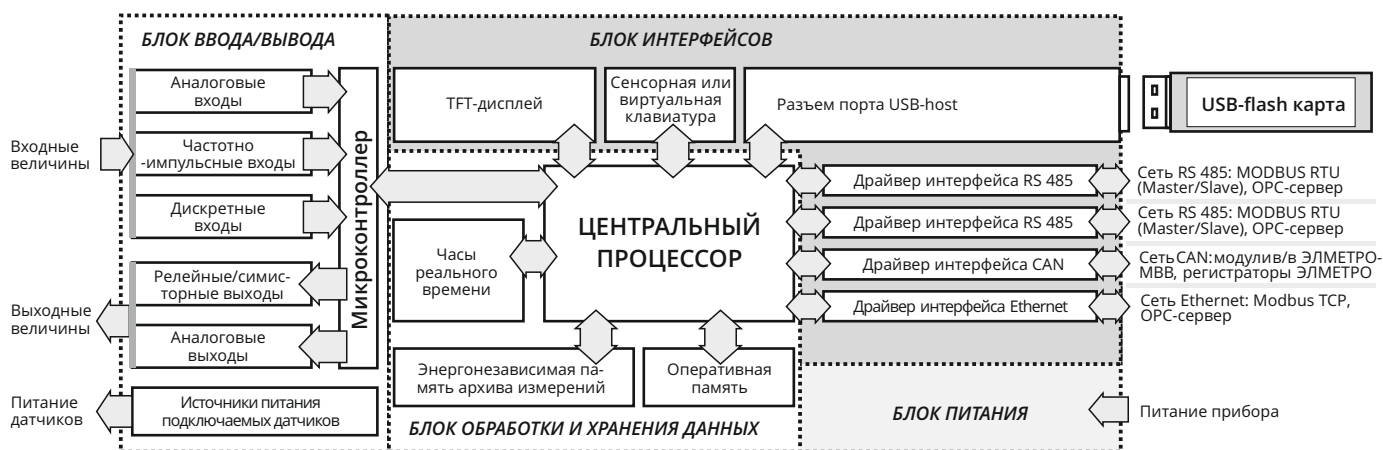 БЛОК ВВОДА/ВЫВОДА
БЛОК ИНТЕРФЕЙСОВ
Аналоговые
входы
Частотно
-импульсные входы
Дискретные
входы
Релейные/симис-
торные выходы
Аналоговые
выходы
Источники питания
подключаемых датчиков
Входные
величины
Выходные
величины
Питание
датчиков
Микроконтроллер
TFT-дисплей
Сенсорная или
виртуальная
клавиатура
Разъем порта USB-host
USB-flash карта
ЦЕНТРАЛЬНЫЙ
ПРОЦЕССОР
Часы
реального
времени
Энергонезависимая па-
мять архива измерений
Оперативная
память
БЛОК ОБРАБОТКИ И ХРАНЕНИЯ ДАННЫХ
Драйвер интерфейса RS 485
Драйвер интерфейса RS 485
Драйвер интерфейса CAN
Драйвер интерфейса Ethernet
Сеть RS 485: MODBUS RTU
(Master/Slave), ОРС-сервер
Сеть RS 485: MODBUS RTU
(Master/Slave), ОРС-сервер
Сеть CAN: модули в/в ЭЛМЕТРО-
МВВ, регистраторы ЭЛМЕТРО
Сеть Ethernet: Modbus TCP,
ОРС-сервер
БЛОК ПИТАНИЯ
Питание прибора